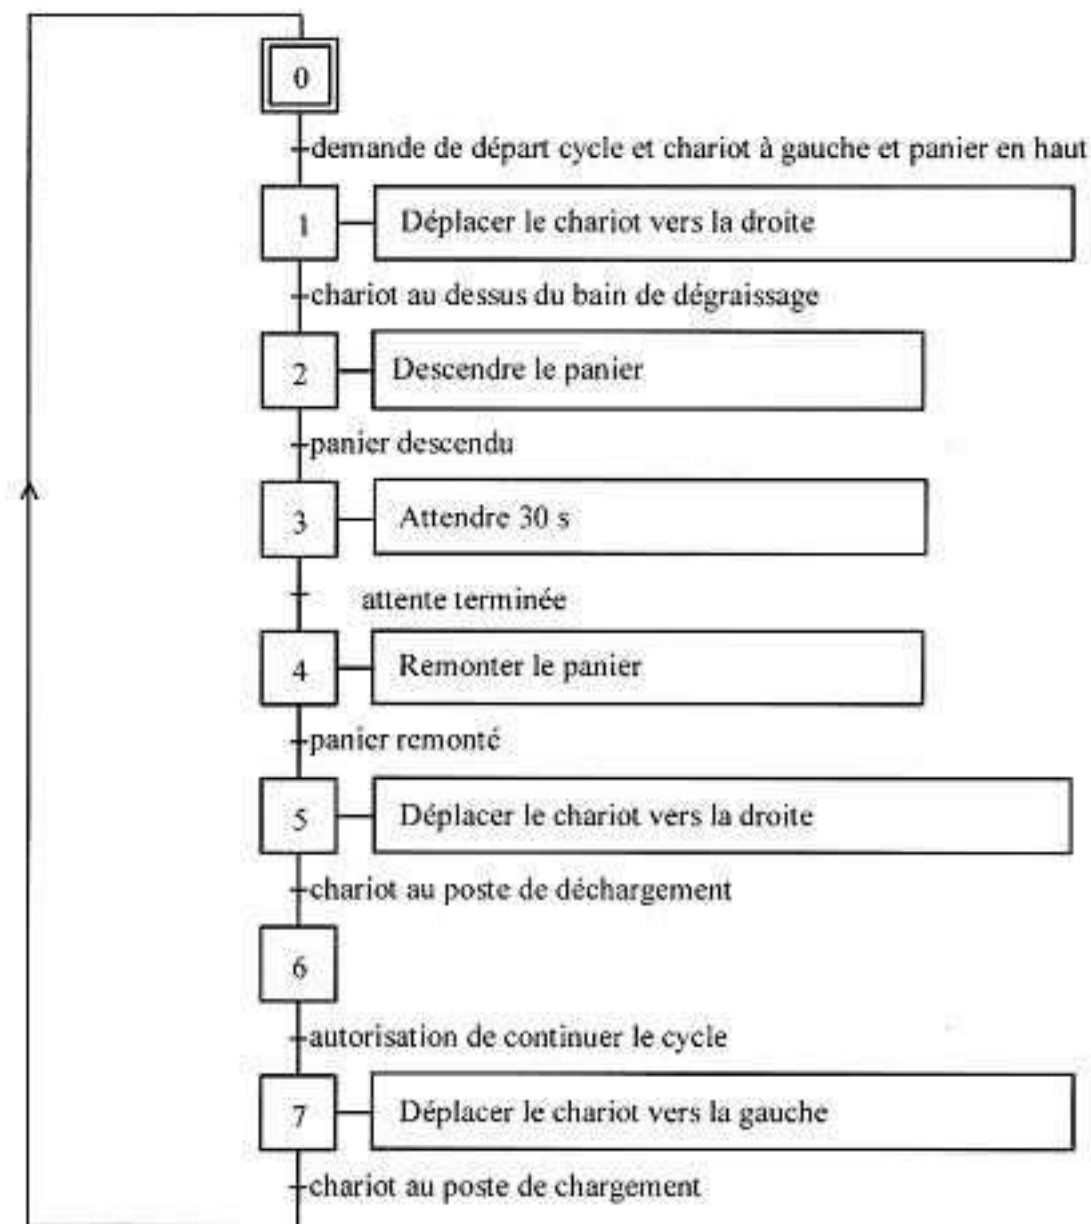 0
demande de départ cycle et chariot à gauche et panier en haut
1 Déplacer le chariot vers la droite
chariot au dessus du bain de dégraissage
2 Descendre le panier
panier descendu
3 Attendre 30 s
attente terminée
4 Remonter le panier
panier remonté
5 Déplacer le chariot vers la droite
chariot au poste de déchargement
6
autorisation de continuer le cycle
7 Déplacer le chariot vers la gauche
chariot au poste de chargement